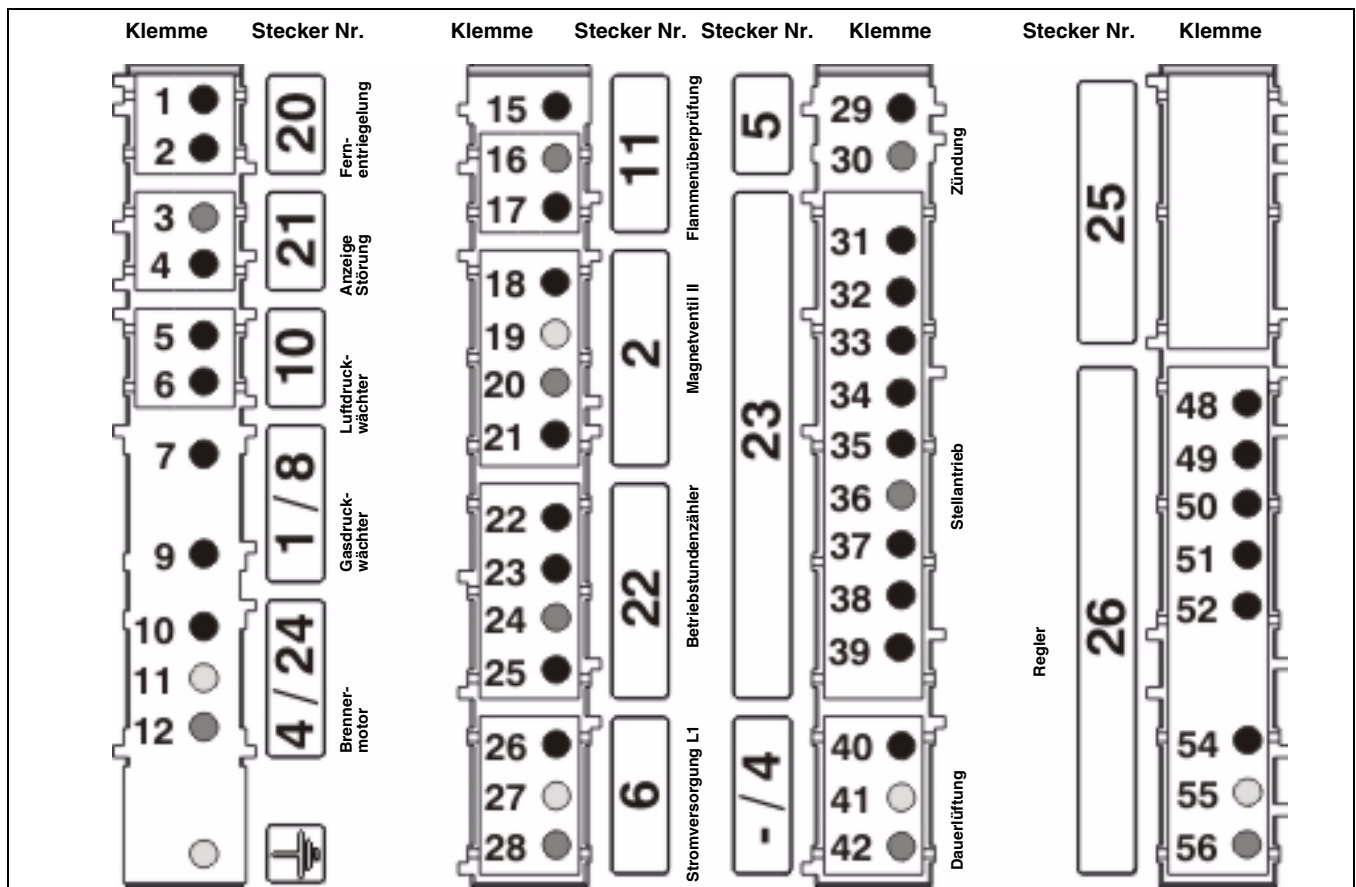 Klemme Stecker Nr. Klemme Stecker Nr. Stecker Nr. Klemme Stecker Nr. Klemme
1
2
20
Fern-
entriegelung
3
4
21
Anzeige
Störung
5
6
10
Luftdruck-
wächter
7
9
1 / 8
Gasdruck-
wächter
10
11
12
4 / 24
Brenner-
motor
15
16
17
11
Flammenüberprüfung
18
19
20
21
2
Magnetventil II
22
23
24
25
22
Betriebstundenzähler
26
27
28
6
Stromversorgung L1
5
29
30
Zündung
23
31
32
33
34
35
36
37
38
39
Stellantrieb
- / 4
40
41
42
Dauerlüftung
25
Regler
26
48
49
50
51
52
54
55
56